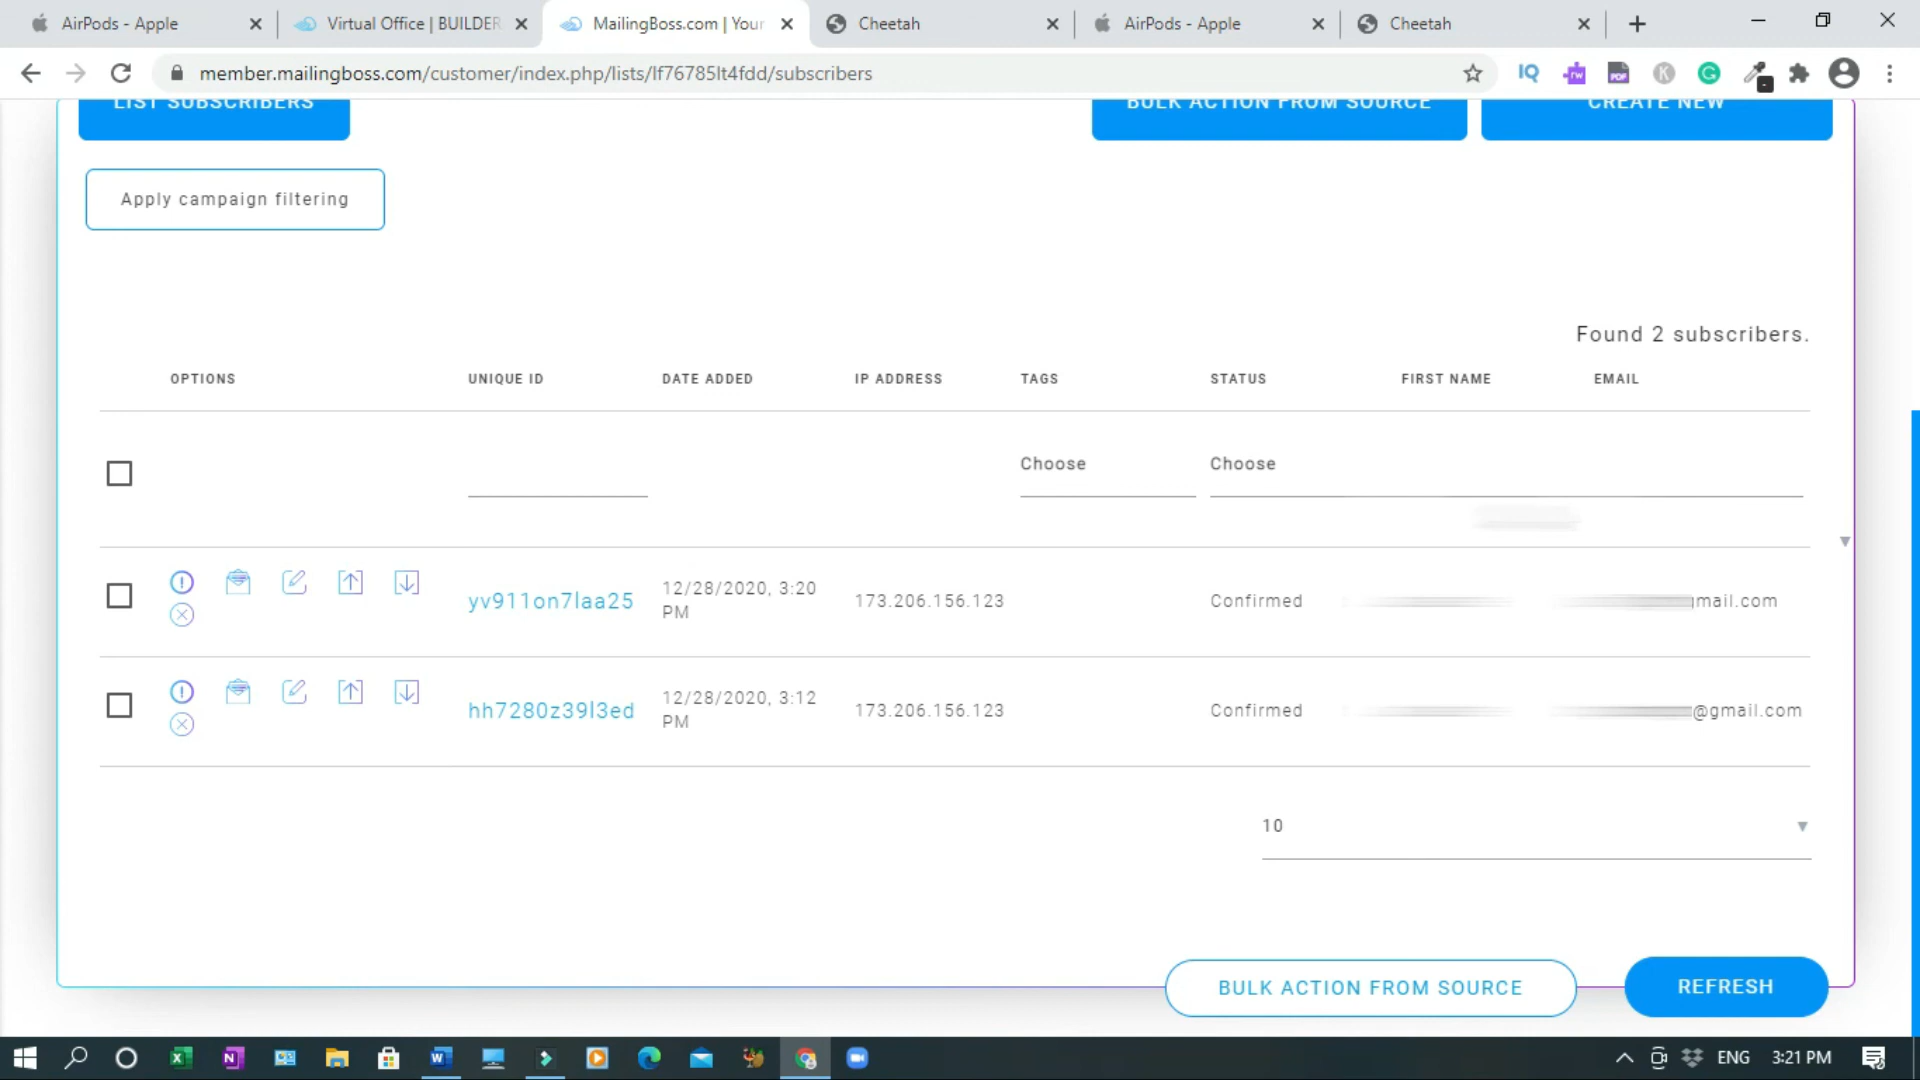 AirPods - Apple
Virtual Office | BUILDER
MailingBoss.com | Your
Cheetah
AirPods - Apple
Cheetah
member.mailingboss.com/customer/index.php/lists/lf76785lt4fdd/subscribers
LIST SUBSCRIBERS
BULK ACTION FROM SOURCE
CREATE NEW
Apply campaign filtering
Found 2 subscribers.
OPTIONS UNIQUE ID DATE ADDED IP ADDRESS TAGS STATUS FIRST NAME EMAIL
Choose Choose
yv911on7laa25 12/28/2020, 3:20 PM 173.206.156.123 Confirmed mail.com
hh7280z39l3ed 12/28/2020, 3:12 PM 173.206.156.123 Confirmed @gmail.com
10
BULK ACTION FROM SOURCE
REFRESH
ENG 3:21 PM